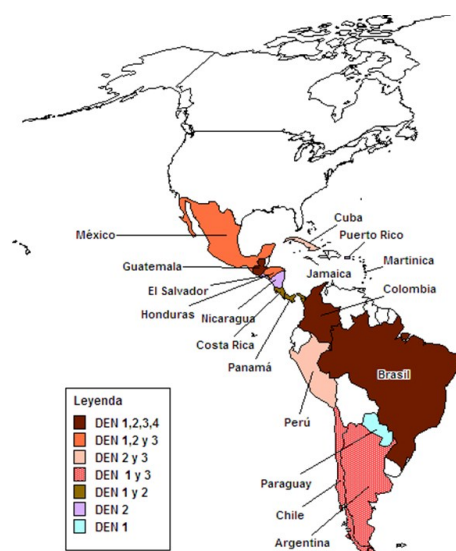 Cuba
Puerto Rico
México
Martinica
Guatemala
Jamaica
Colombia
El Salvador
Honduras
Nicaragua
Costa Rica
Panamá
Brasil
Perú
Leyenda
DEN 1,2,3,4
DEN 1,2 y 3
DEN 2 y 3
DEN 1 y 3
DEN 1 y 2
DEN 2
DEN 1
Paraguay
Chile
Argentina